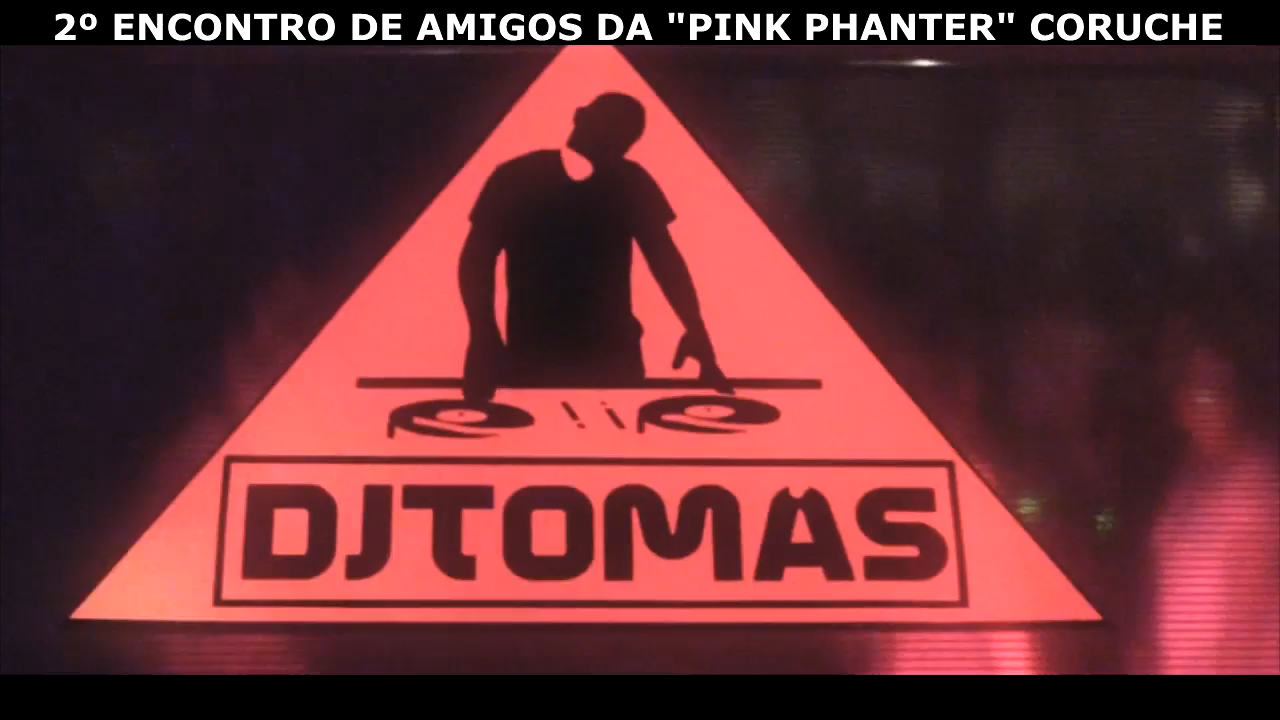 2º ENCONTRO DE AMIGOS DA "PINK PHANTER" CORUCHE
DJTOMAS